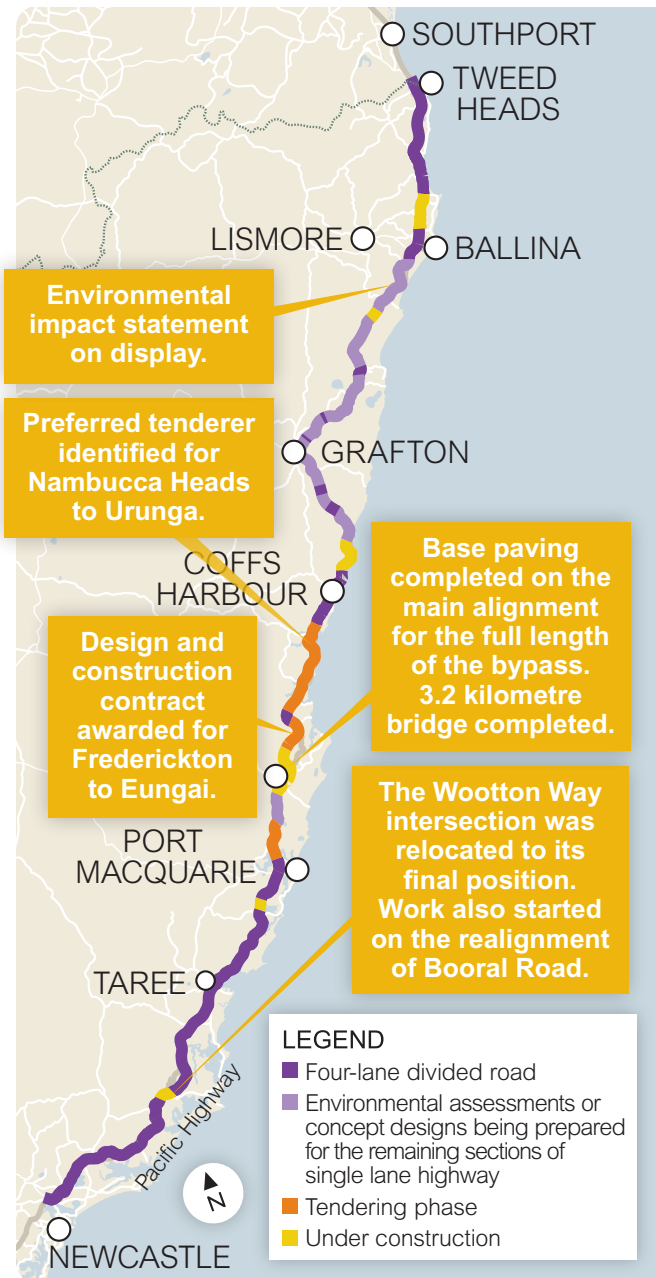 SOUTHPORT
TWEED
HEADS
LISMORE
BALLINA
Environmental
impact statement
on display.
Preferred tenderer
identified for
Nambucca Heads
to Urunga.
GRAFTON
COFFS
HARBOUR
Base paving
completed on the
main alignment
for the full length
of the bypass.
3.2 kilometre
bridge completed.
Design and
construction
contract
awarded for
Frederickton
to Eungai.
The Wootton Way
intersection was
relocated to its
final position.
Work also started
on the realignment
of Booral Road.
PORT
MACQUARIE
TAREE
Pacific Highway
N
NEWCASTLE
LEGEND
Four-lane divided road
Environmental assessments or
concept designs being prepared
for the remaining sections of
single lane highway
Tendering phase
Under construction